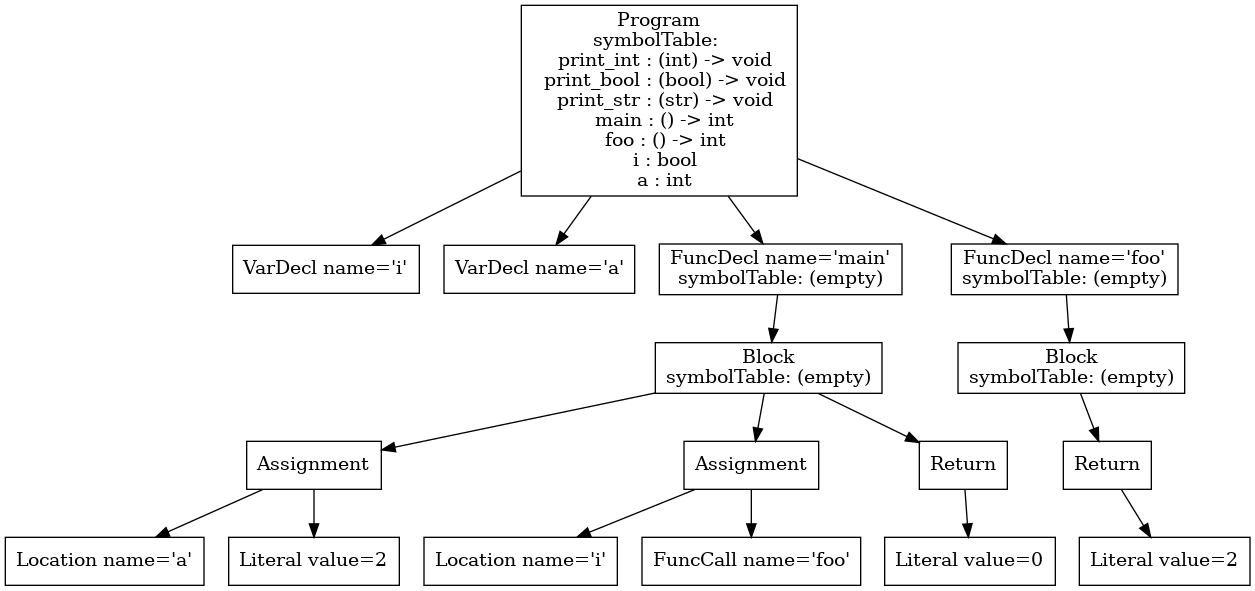 Program
symbolTable:
print_int : (int) -> void
print_bool : (bool) -> void
print_str : (str) -> void
main : () -> int
foo : () -> int
i : bool
a : int
VarDecl name='i'
VarDecl name='a'
FuncDecl name='main'
symbolTable: (empty)
FuncDecl name='foo'
symbolTable: (empty)
Block
symbolTable: (empty)
Block
symbolTable: (empty)
Assignment
Assignment
Return
Return
Location name='a'
Literal value=2
Location name='i'
FuncCall name='foo'
Literal value=0
Literal value=2